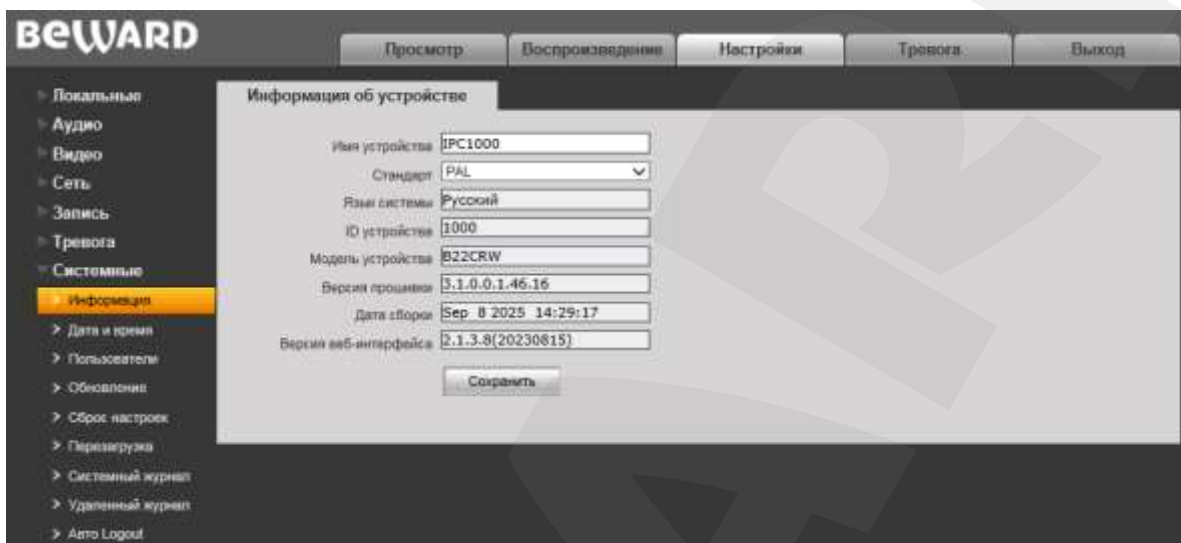 BEWARD
Просмотр
Воспроизведение
Настройки
Тревога
Выход
Локальные
Аудио
Видео
Сеть
Запись
Тревога
Системные
Информация
Дата и время
Пользователи
Обновление
Сброс настроек
Перезагрузка
Системный журнал
Удаленный журнал
Авто Logout
Информация об устройстве
Имя устройства IPC1000
Стандарт PAL
Язык системы Русский
ID устройства 1000
Модель устройства B22CRW
Версия прошивки 3.1.0.0.1.46.16
Дата сборки Sep 8 2025 14:29:17
Версия веб-интерфейса 2.1.3.8(20230815)
Сохранить